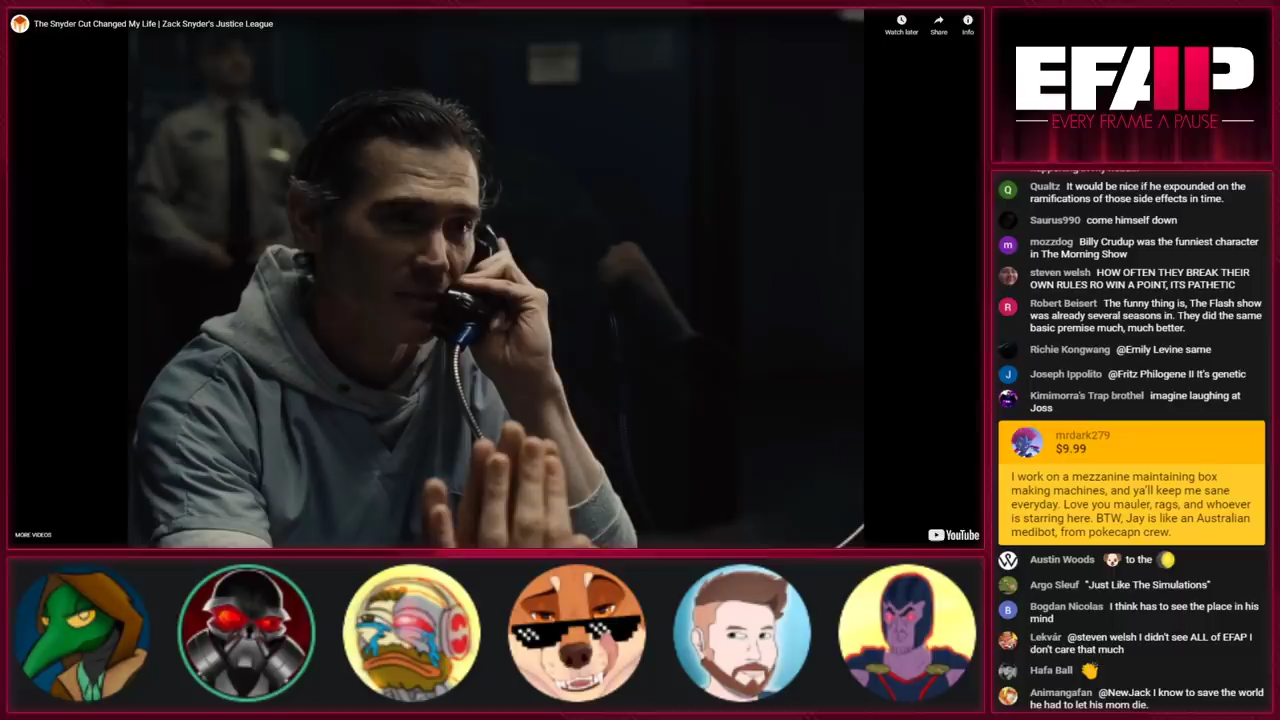 The Snyder Cut Changed My Life | Zack Snyder's Justice League
Watch later
Share
Info
MORE VIDEOS
YouTube
EFAP
EVERY FRAME A PAUSE
Qualtz It would be nice if he expounded on the
ramifications of those side effects in time.
Saurus990 come himself down
mozzdog Billy Crudup was the funniest character
in The Morning Show
steven welsh HOW OFTEN THEY BREAK THEIR
OWN RULES RO WIN A POINT, ITS PATHETIC
Robert Beisert The funny thing is, The Flash show
was already several seasons in. They did the same
basic premise much, much better.
Richie Kongwang @Emily Levine same
Joseph Ippolito @Fritz Philogene II It's genetic
Kimimorra's Trap brothel imagine laughing at
Joss
mrdark279
$9.99
I work on a mezzanine maintaining box
making machines, and ya'll keep me sane
everyday. Love you mauler, rags, and whoever
is starring here. BTW, Jay is like an Australian
medibot, from pokecapn crew.
Austin Woods to the
Argo Sleuf "Just Like The Simulations"
Bogdan Nicolas I think has to see the place in his
mind
Lekvár @steven welsh I didn't see ALL of EFAP I
don't care that much
Hafa Ball
Animangafan @NewJack I know to save the world
he had to let his mom die.